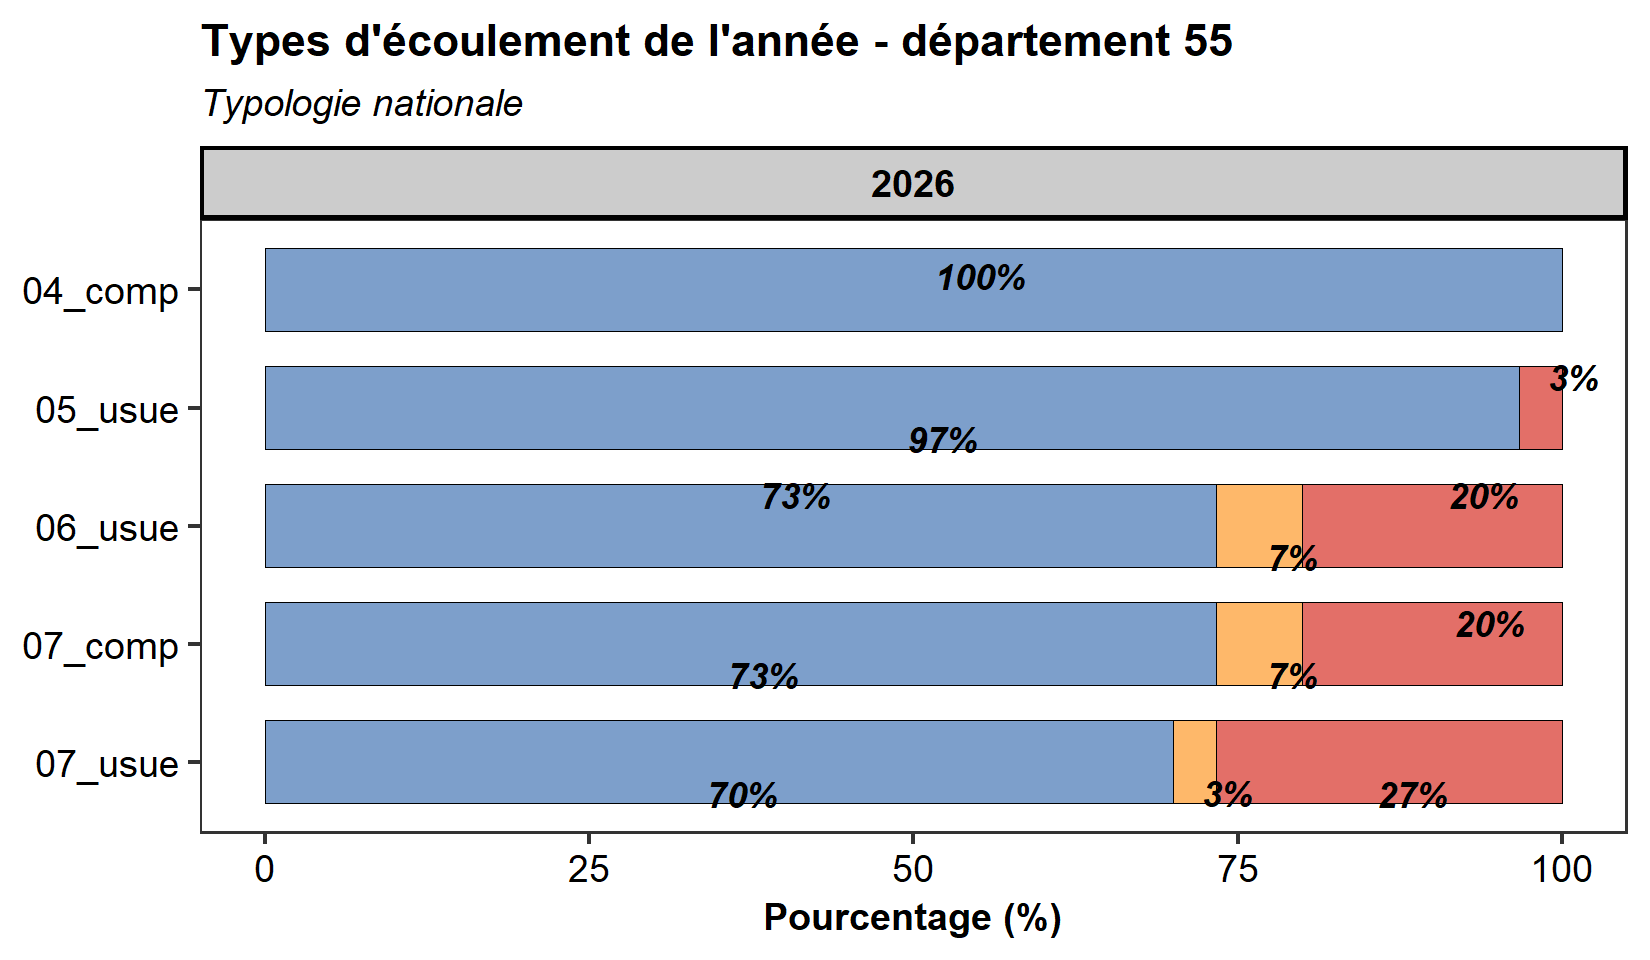 Types d'écoulement de l'année - département 55
Typologie nationale
2026
04_comp
100%
05_usue
3%
97%
06_usue
73%
20%
7%
07_comp
20%
73%
7%
07_usue
70%
3%
27%
0 25 50 75 100
Pourcentage (%)